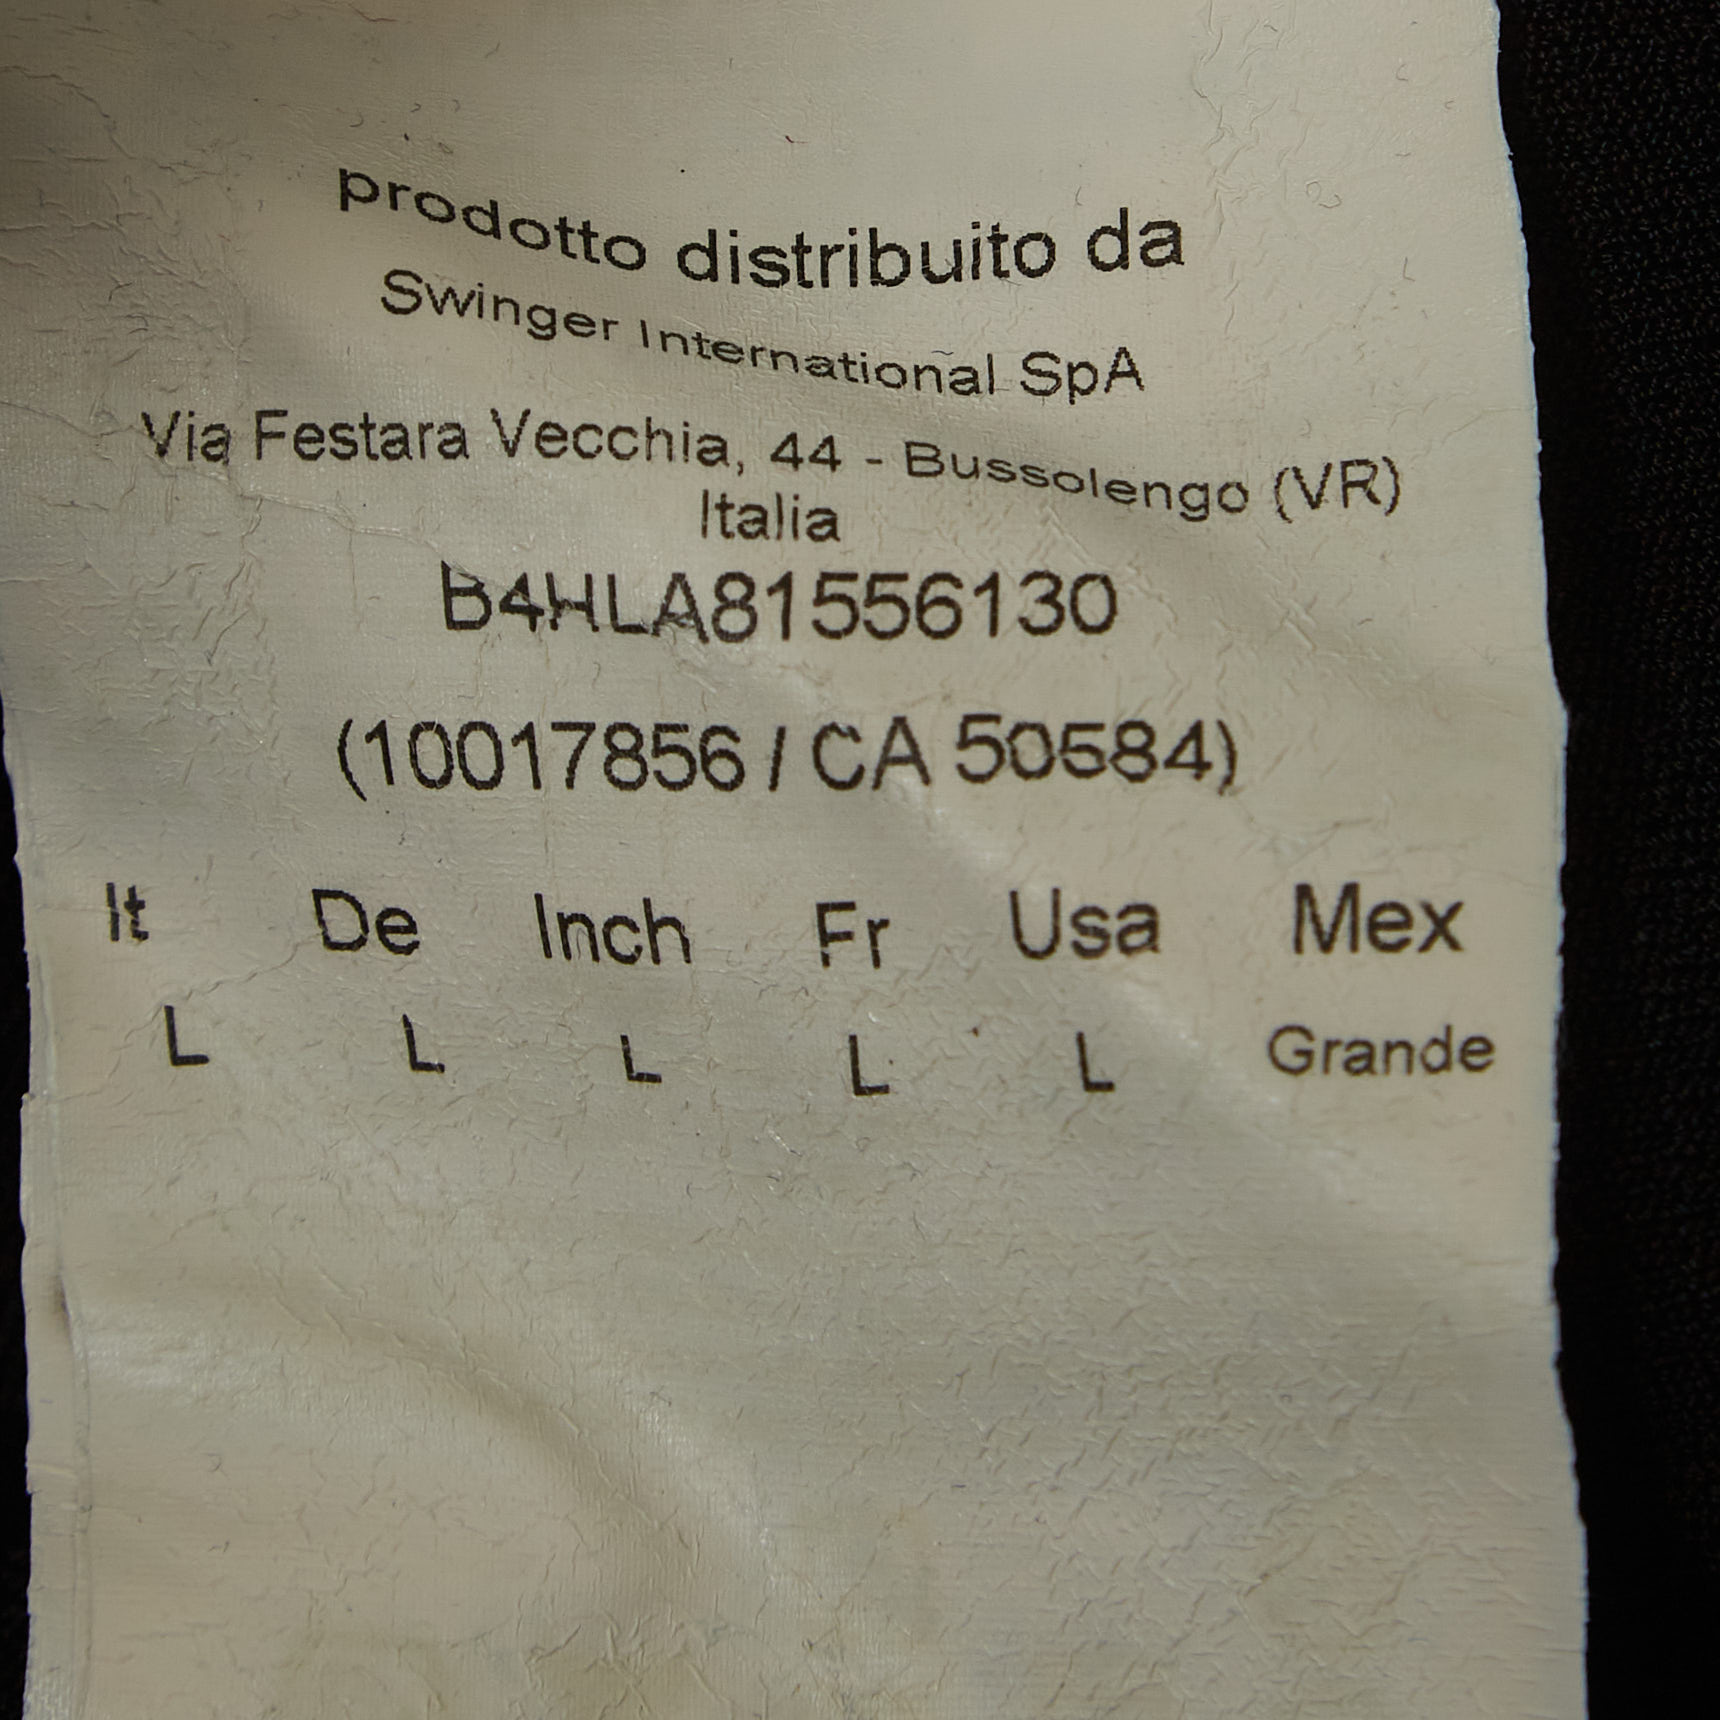 prodotto distribuito da
Swinger International SpA
Via Festara Vecchia, 44 - Bussolengo (VR)
Italia
B4HLA81556130
(10017856 / CA 50584)
It De Inch Fr Usa Mex
L L L L L Grande